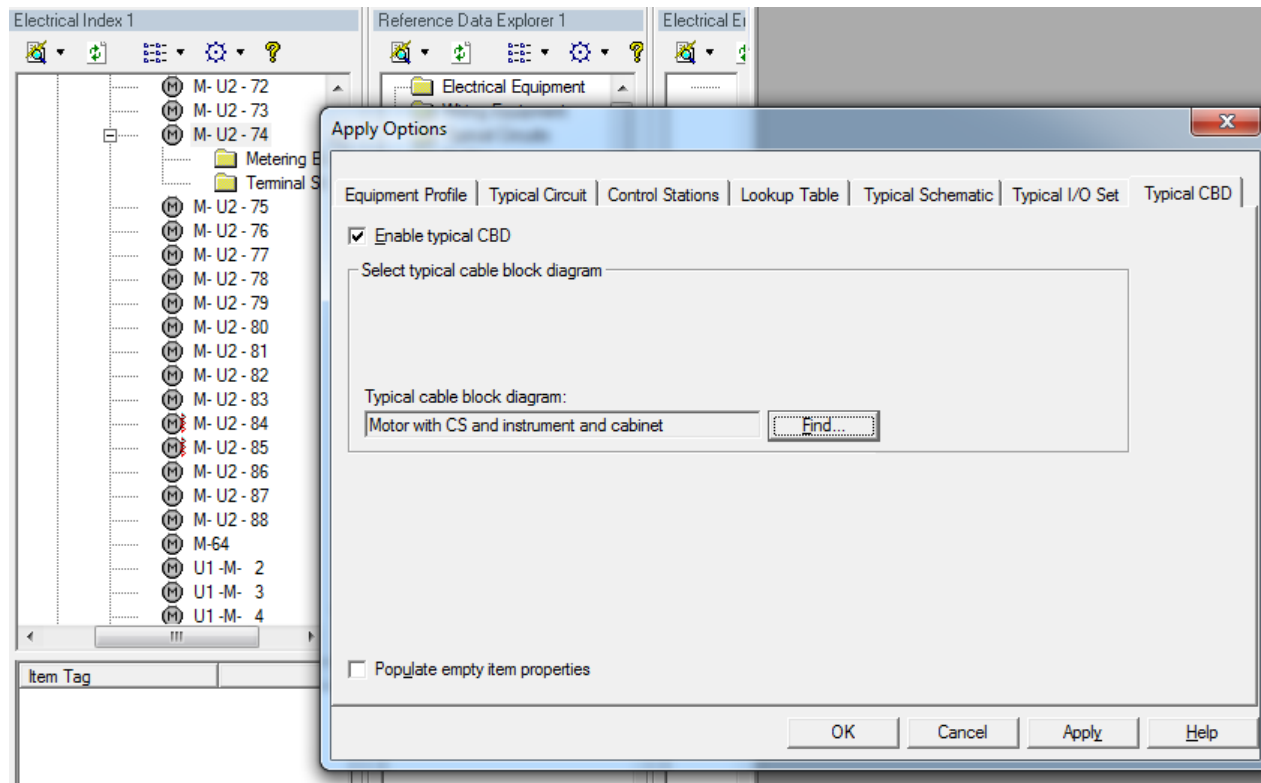 Electrical Index 1
Reference Data Explorer 1
Electrical
M- U2 - 72
M- U2 - 73
M- U2 - 74
Metering
Terminal
M- U2 - 75
M- U2 - 76
M- U2 - 77
M- U2 - 78
M- U2 - 79
M- U2 - 80
M- U2 - 81
M- U2 - 82
M- U2 - 83
M- U2 - 84
M- U2 - 85
M- U2 - 86
M- U2 - 87
M- U2 - 88
M-64
U1 -M- 2
U1 -M- 3
U1 -M- 4
Item Tag
Electrical Equipment
Apply Options
Equipment Profile
Typical Circuit
Control Stations
Lookup Table
Typical Schematic
Typical I/O Set
Typical CBD
Enable typical CBD
Select typical cable block diagram
Typical cable block diagram:
Motor with CS and instrument and cabinet
Find...
Populate empty item properties
OK
Cancel
Apply
Help